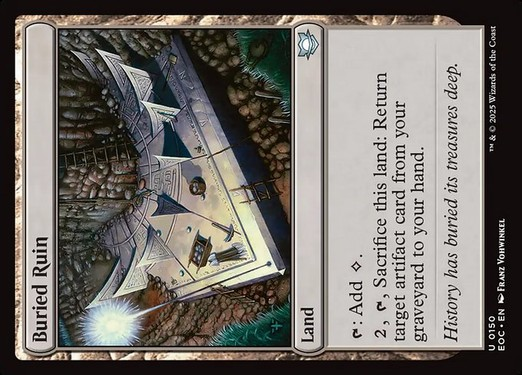 Buried Ruin
Land
: Add .
2, , Sacrifice this land: Return
target artifact card from your
graveyard to your hand.
History has buried its treasures deep.
U 0150
EOC • EN Franz Vohwinkel
™ & © 2025 Wizards of the Coast